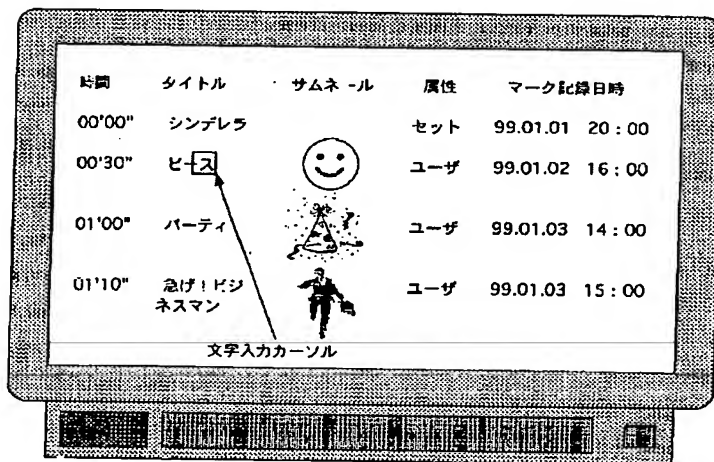 時間 タイトル サムネール 属性 マーク記録日時
00'00" シンデレラ セット 99.01.01 20:00
00'30" ピース ユーザ 99.01.02 16:00
01'00" パーティ ユーザ 99.01.03 14:00
01'10" 急げ!ビジ ユーザ 99.01.03 15:00
ネスマン
文字入力カーソル